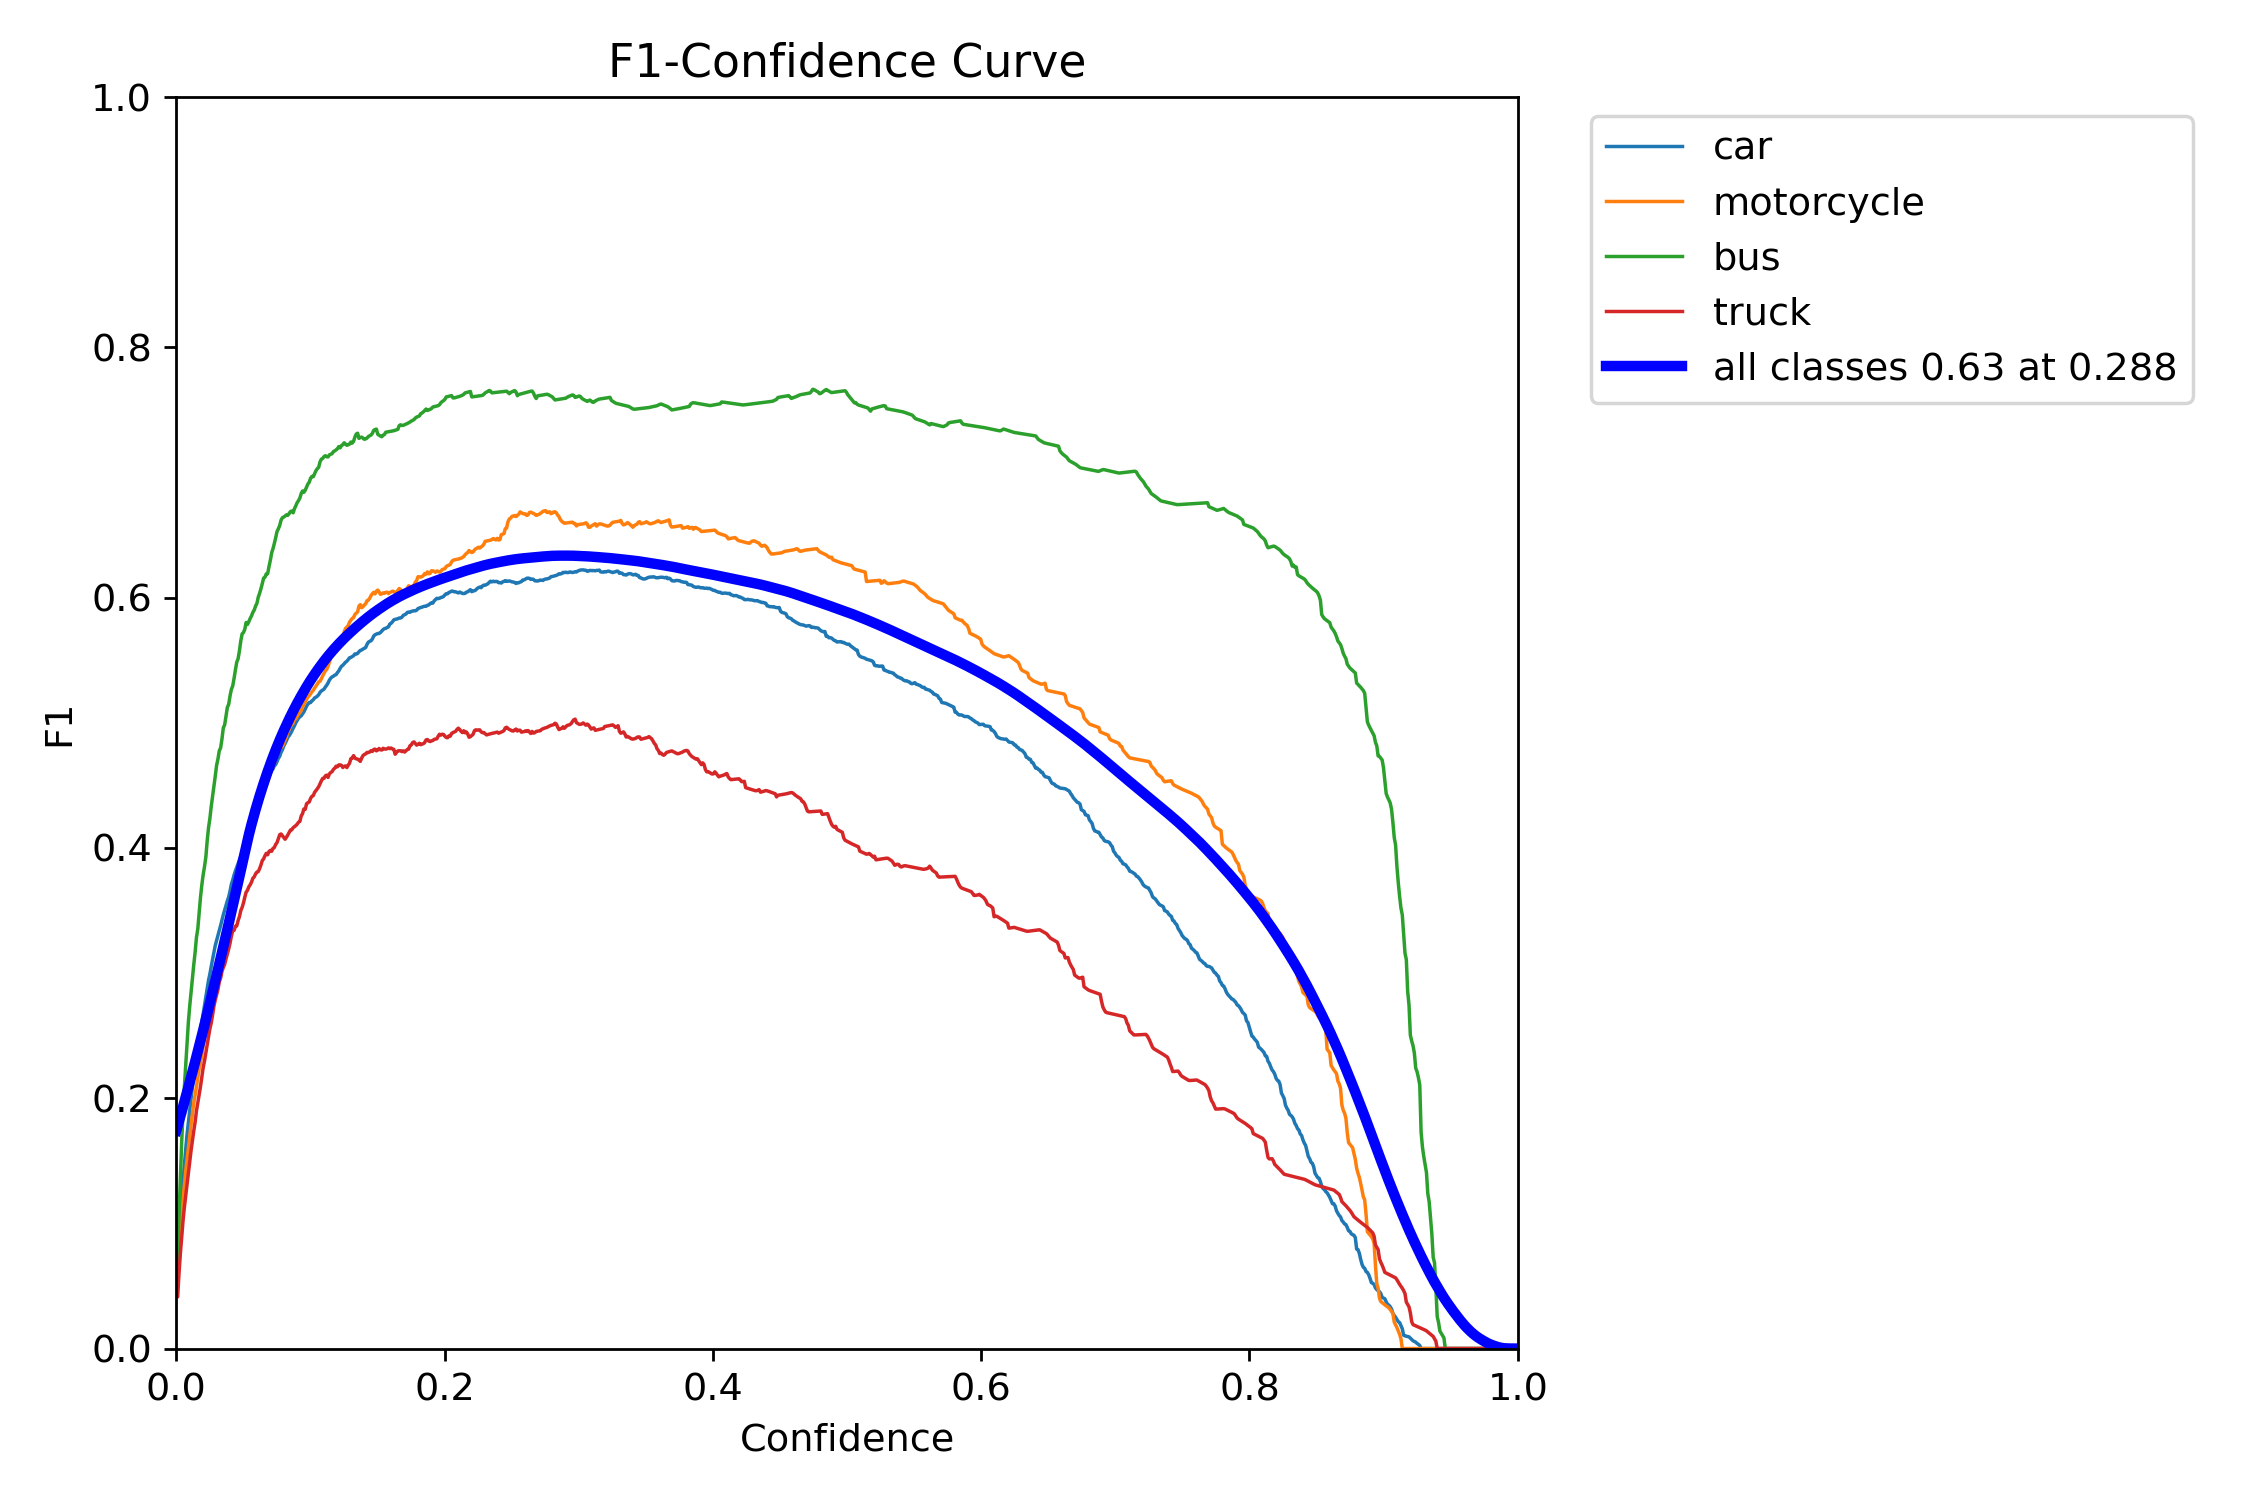 F1-Confidence Curve
1.0
0.8
0.6
0.4
0.2
0.0
F1
0.0 0.2 0.4 0.6 0.8 1.0
Confidence
car
motorcycle
bus
truck
all classes 0.63 at 0.288